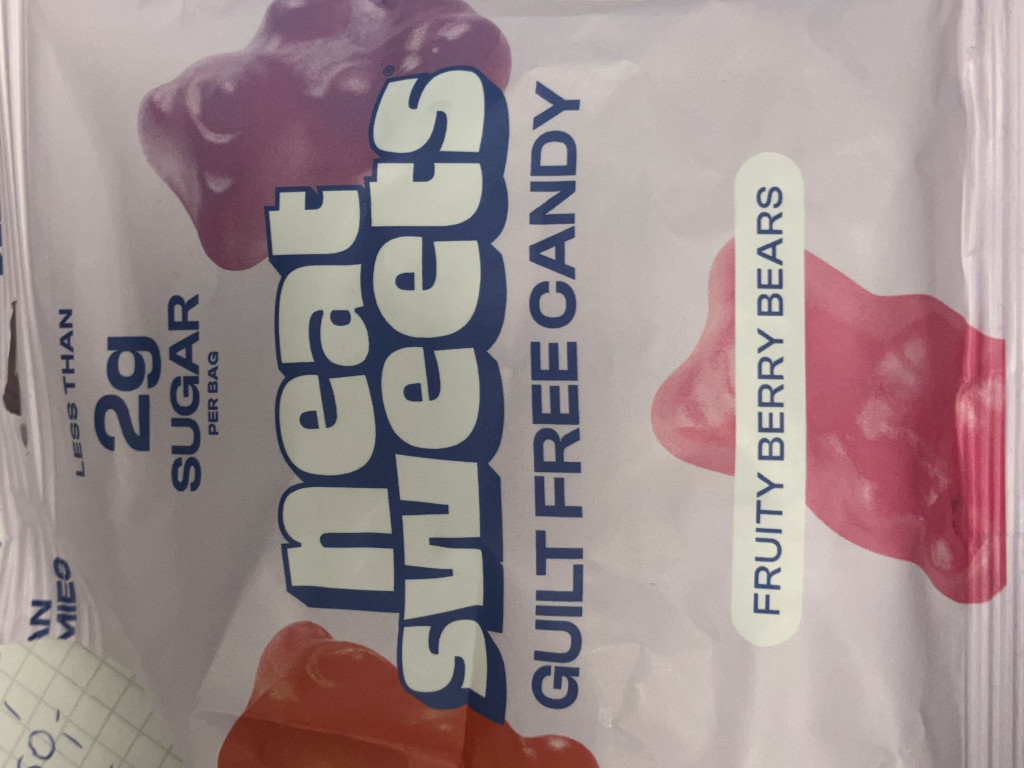 LESS THAN
2g
SUGAR
PER BAG
neat
sweets
GUILT FREE CANDY
FRUITY BERRY BEARS